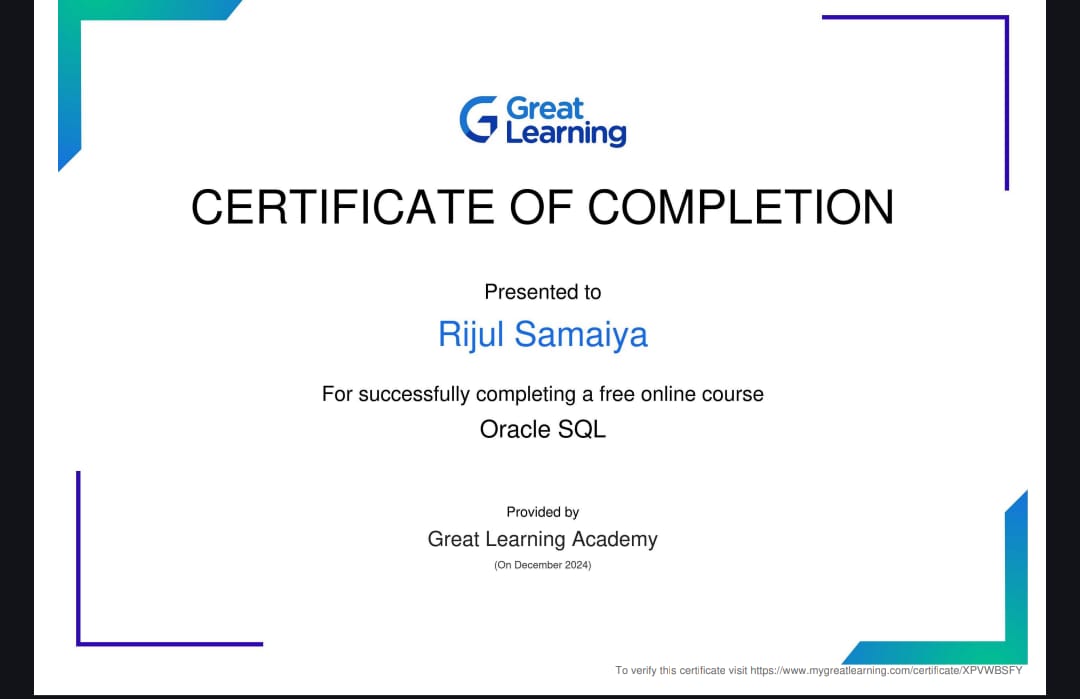 Great
Learning
CERTIFICATE OF COMPLETION
Presented to
Rijul Samaiya
For successfully completing a free online course
Oracle SQL
Provided by
Great Learning Academy
(On December 2024)
To verify this certificate visit https://www.mygreatlearning.com/certificate/XPVWBSFY